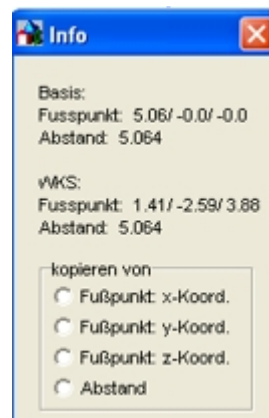 Info
Basis:
Fusspunkt: 5.06/ -0.0/ -0.0
Abstand: 5.064
WKS:
Fusspunkt: 1.41/ -2.59/ 3.88
Abstand: 5.064
kopieren von
Fußpunkt: x-Koord.
Fußpunkt: y-Koord.
Fußpunkt: z-Koord.
Abstand